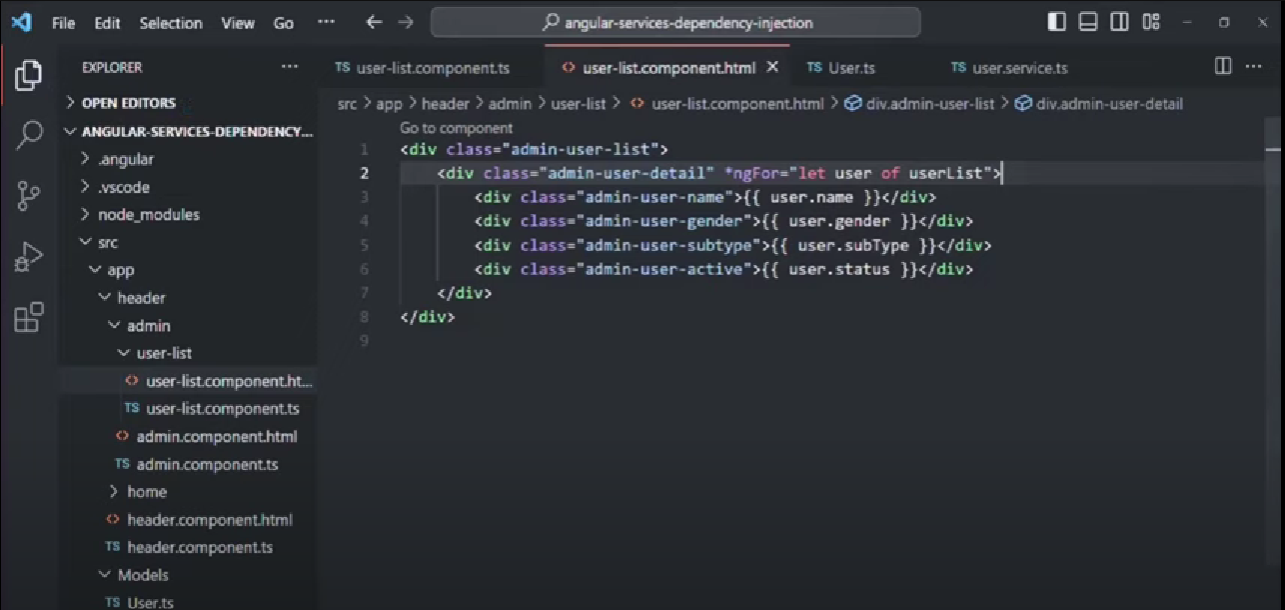 File Edit Selection View Go ··· angular-services-dependency-injection
EXPLORER ···
OPEN EDITORS
ANGULAR-SERVICES-DEPENDENCY...
.angular
.vscode
node_modules
src
app
header
admin
user-list
user-list.component.ht...
TS user-list.component.ts
admin.component.html
TS admin.component.ts
home
header.component.html
TS header.component.ts
Models
TS User.ts
TS user-list.component.ts <> user-list.component.html TS User.ts TS user.service.ts
src > app > header > admin > user-list > <> user-list.component.html > div.admin-user-list > div.admin-user-detail
Go to component
1 <div class="admin-user-list">
2 <div class="admin-user-detail" *ngFor="let user of userList">
3 <div class="admin-user-name">{{ user.name }}</div>
4 <div class="admin-user-gender">{{ user.gender }}</div>
5 <div class="admin-user-subtype">{{ user.subType }}</div>
6 <div class="admin-user-active">{{ user.status }}</div>
7 </div>
8 </div>
9